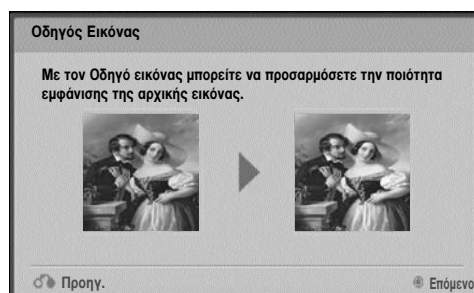 Οδηγός Εικόνας
Με τον Οδηγό εικόνας μπορείτε να προσαρμόσετε την ποιότητα
εμφάνισης της αρχικής εικόνας.
Προηγ.
Επόμενο